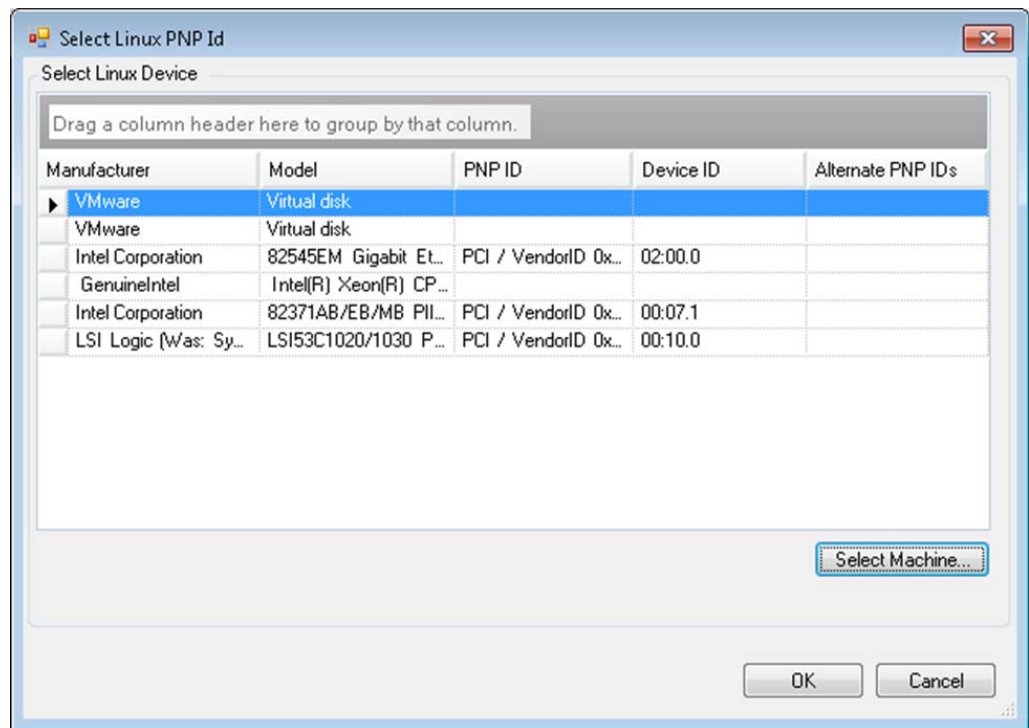 Select Linux PNP Id
Select Linux Device
Drag a column header here to group by that column.
Manufacturer Model PNP ID Device ID Alternate PNP IDs
VMware Virtual disk
VMware Virtual disk
Intel Corporation 82545EM Gigabit Et... PCI / VendorID 0x... 02:00.0
GenuineIntel Intel(R) Xeon(R) CP...
Intel Corporation 82371AB/EB/MB PII... PCI / VendorID 0x... 00:07.1
LSI Logic (Was: Sy... LSI53C1020/1030 P... PCI / VendorID 0x... 00:10.0
Select Machine...
OK Cancel